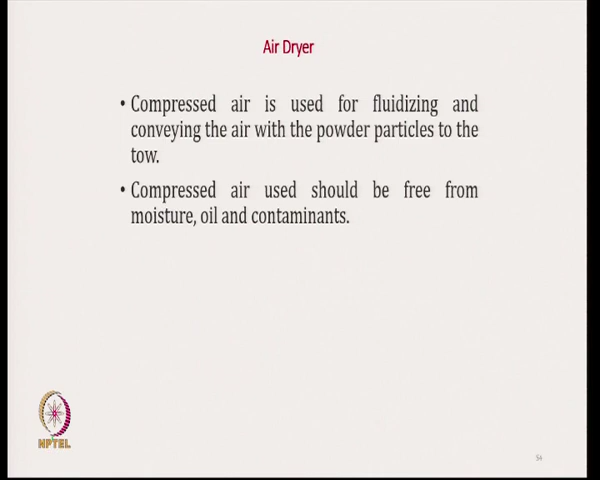 Air Dryer
• Compressed air is used for fluidizing and
conveying the air with the powder particles to the
tow.
• Compressed air used should be free from
moisture, oil and contaminants.
NPTEL
54